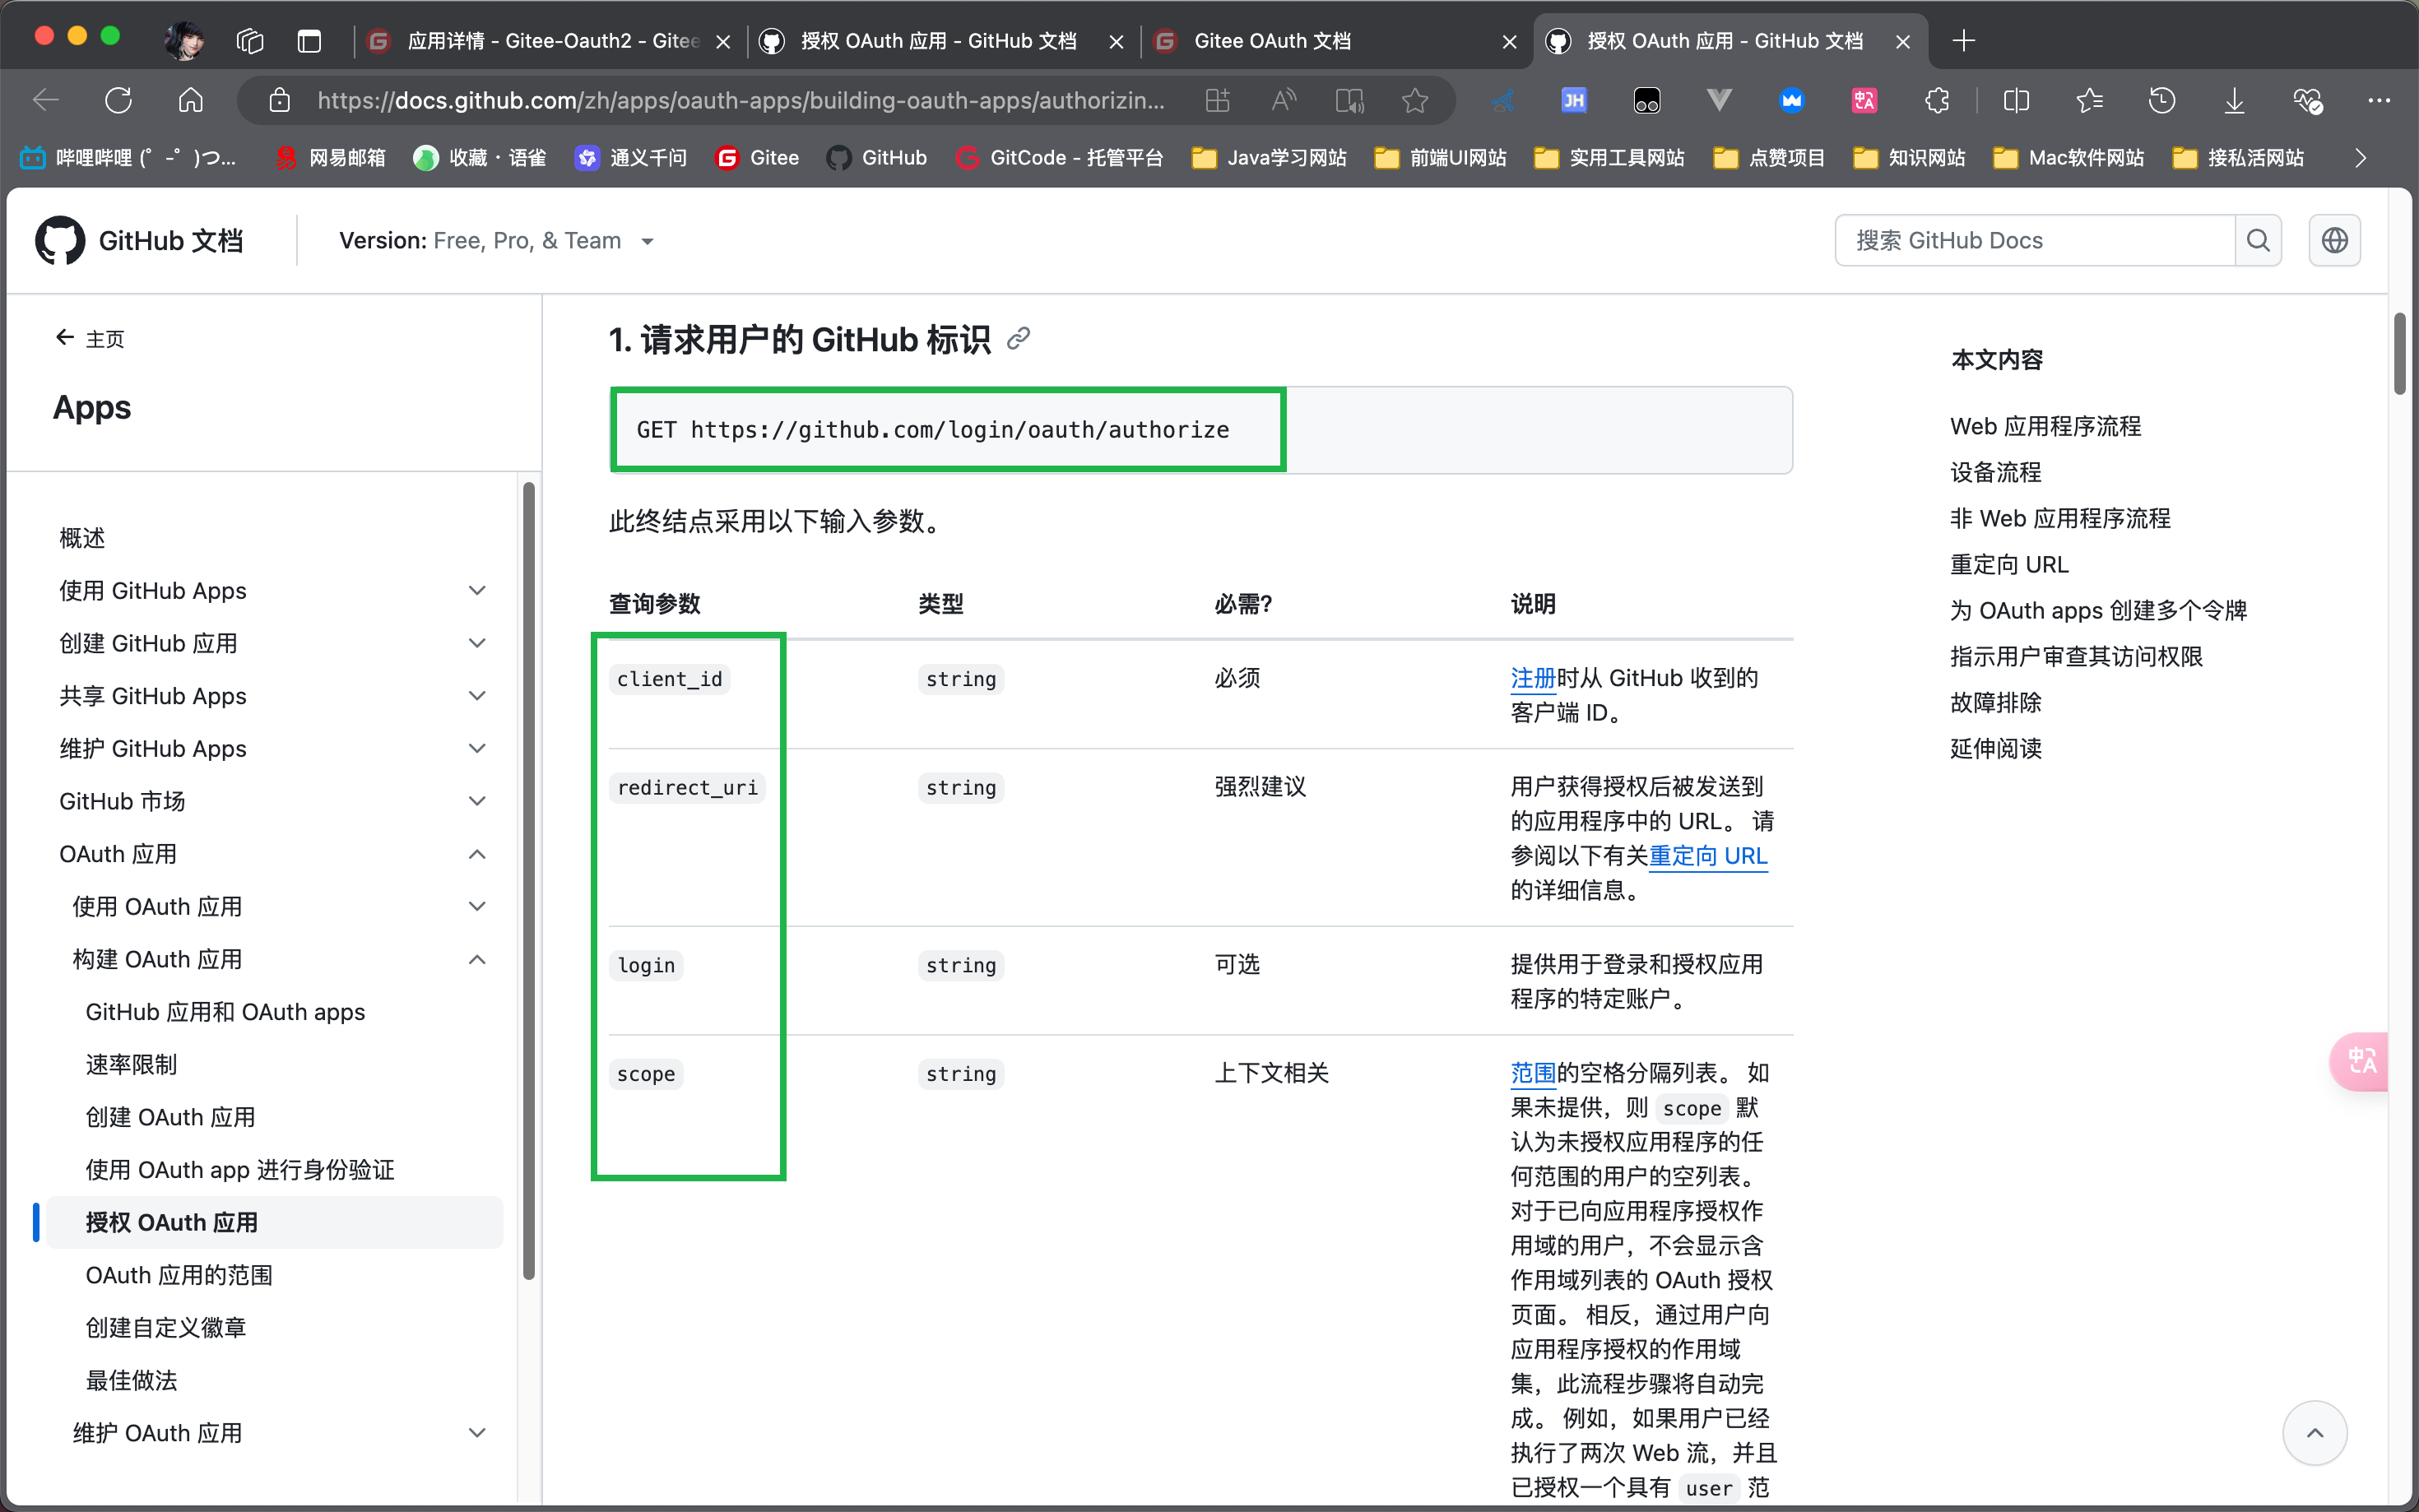 应用详情 - Gitee-Oauth2 - Gitee
授权 OAuth 应用 - GitHub 文档
Gitee OAuth 文档
授权 OAuth 应用 - GitHub 文档
https://docs.github.com/zh/apps/oauth-apps/building-oauth-apps/authorizin...
JH
哔哩哔哩 (゜-゜)つ...
网易邮箱
收藏 · 语雀
通义千问
Gitee
GitHub
GitCode - 托管平台
Java学习网站
前端UI网站
实用工具网站
点赞项目
知识网站
Mac软件网站
接私活网站
GitHub 文档
Version: Free, Pro, & Team
搜索 GitHub Docs
主页
Apps
概述
使用 GitHub Apps
创建 GitHub 应用
共享 GitHub Apps
维护 GitHub Apps
GitHub 市场
OAuth 应用
使用 OAuth 应用
构建 OAuth 应用
GitHub 应用和 OAuth apps
速率限制
创建 OAuth 应用
使用 OAuth app 进行身份验证
授权 OAuth 应用
OAuth 应用的范围
创建自定义徽章
最佳做法
维护 OAuth 应用
1. 请求用户的 GitHub 标识
GET https://github.com/login/oauth/authorize
此终结点采用以下输入参数。
查询参数 类型 必需? 说明
client_id string 必须 注册时从 GitHub 收到的
客户端 ID。
redirect_uri string 强烈建议 用户获得授权后被发送到
的应用程序中的 URL。 请
参阅以下有关重定向 URL
的详细信息。
login string 可选 提供用于登录和授权应用
程序的特定账户。
scope string 上下文相关 范围的空格分隔列表。 如
果未提供，则 scope 默
认为未授权应用程序的任
何范围的用户的空列表。
对于已向应用程序授权作
用域的用户，不会显示含
作用域列表的 OAuth 授权
页面。 相反，通过用户向
应用程序授权的作用域
集，此流程步骤将自动完
成。 例如，如果用户已经
执行了两次 Web 流，并且
已授权一个具有 user 范
本文内容
Web 应用程序流程
设备流程
非 Web 应用程序流程
重定向 URL
为 OAuth apps 创建多个令牌
指示用户审查其访问权限
故障排除
延伸阅读